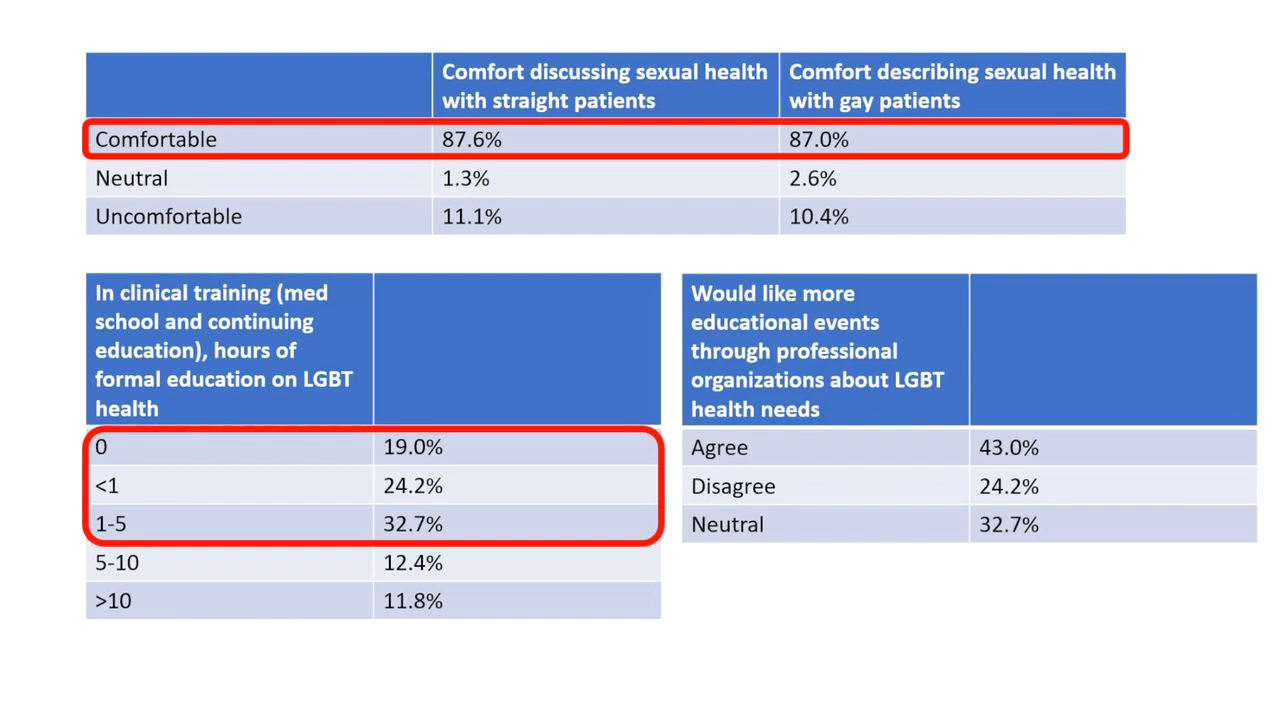 Comfort discussing sexual health
with straight patients
Comfort describing sexual health
with gay patients
Comfortable 87.6% 87.0%
Neutral 1.3% 2.6%
Uncomfortable 11.1% 10.4%
In clinical training (med
school and continuing
education), hours of
formal education on LGBT
health
0 19.0%
<1 24.2%
1-5 32.7%
5-10 12.4%
>10 11.8%
Would like more
educational events
through professional
organizations about LGBT
health needs
Agree 43.0%
Disagree 24.2%
Neutral 32.7%